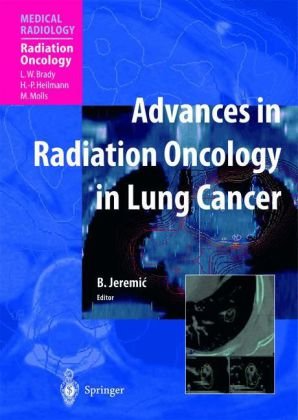 MEDICAL
RADIOLOGY
Radiation
Oncology
L. W. Brady
H.-P. Heilmann
M. Molls
Advances in
Radiation Oncology
in Lung Cancer
B. Jeremić
Editor
Springer